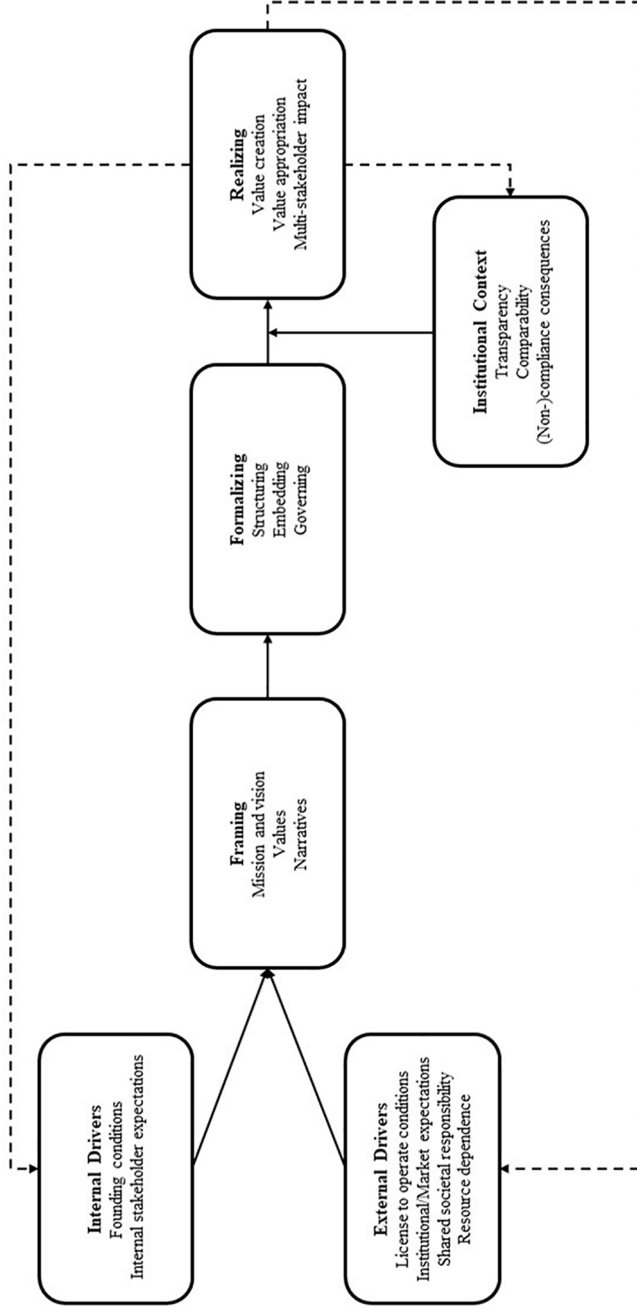 Internal Drivers
Founding conditions
Internal stakeholder expectations
External Drivers
License to operate conditions
Institutional/Market expectations
Shared societal responsibility
Resource dependence
Framing
Mission and vision
Values
Narratives
Formalizing
Structuring
Embedding
Governing
Realizing
Value creation
Value appropriation
Multi-stakeholder impact
Institutional Context
Transparency
Comparability
(Non-)compliance consequences